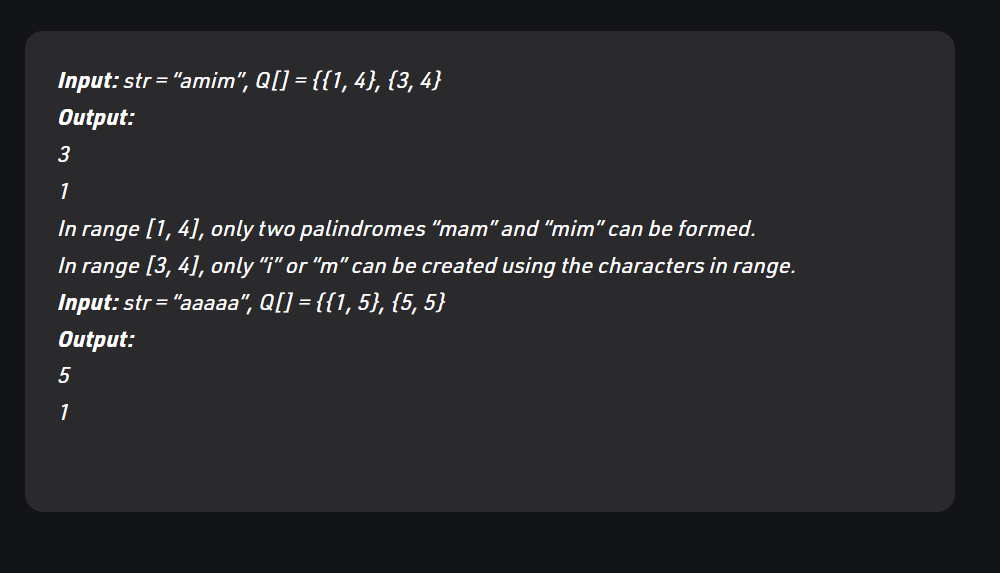 Input: str = “amim”, Q[] = {{1, 4}, {3, 4}
Output:
3
1
In range [1, 4], only two palindromes “mam” and “mim” can be formed.
In range [3, 4], only “i” or “m” can be created using the characters in range.
Input: str = “aaaaa”, Q[] = {{1, 5}, {5, 5}
Output:
5
1